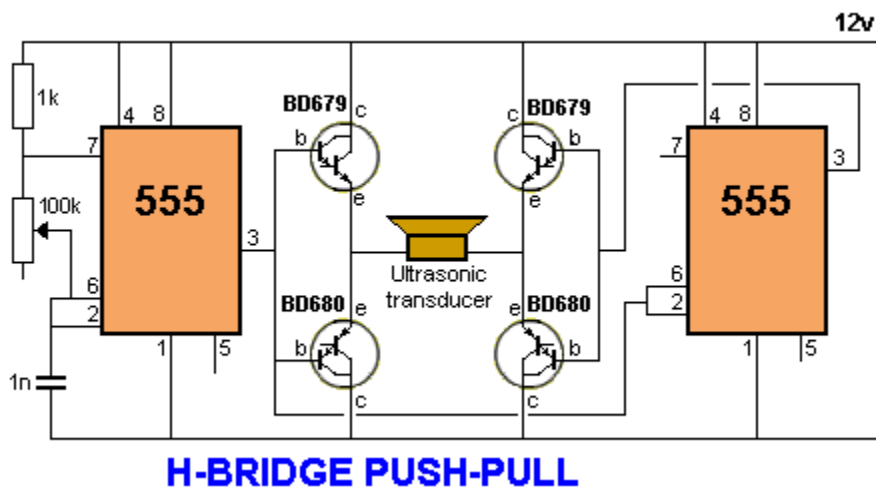 12v
1k
4 8
BD679
c
b
e
BD679
c
b
e
4 8
7
555
3
7
555
3
100k
6
2
1
5
Ultrasonic
transducer
BD680
e
b
c
BD680
e
b
c
6
2
1
5
1n
H-BRIDGE PUSH-PULL